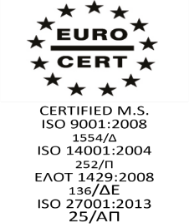 EURO
CERT
CERTIFIED M.S.
ISO 9001:2008
1554/Δ
ISO 14001:2004
252/Π
ΕΛΟΤ 1429:2008
136/ΔΕ
ISO 27001:2013
25/ΑΠ